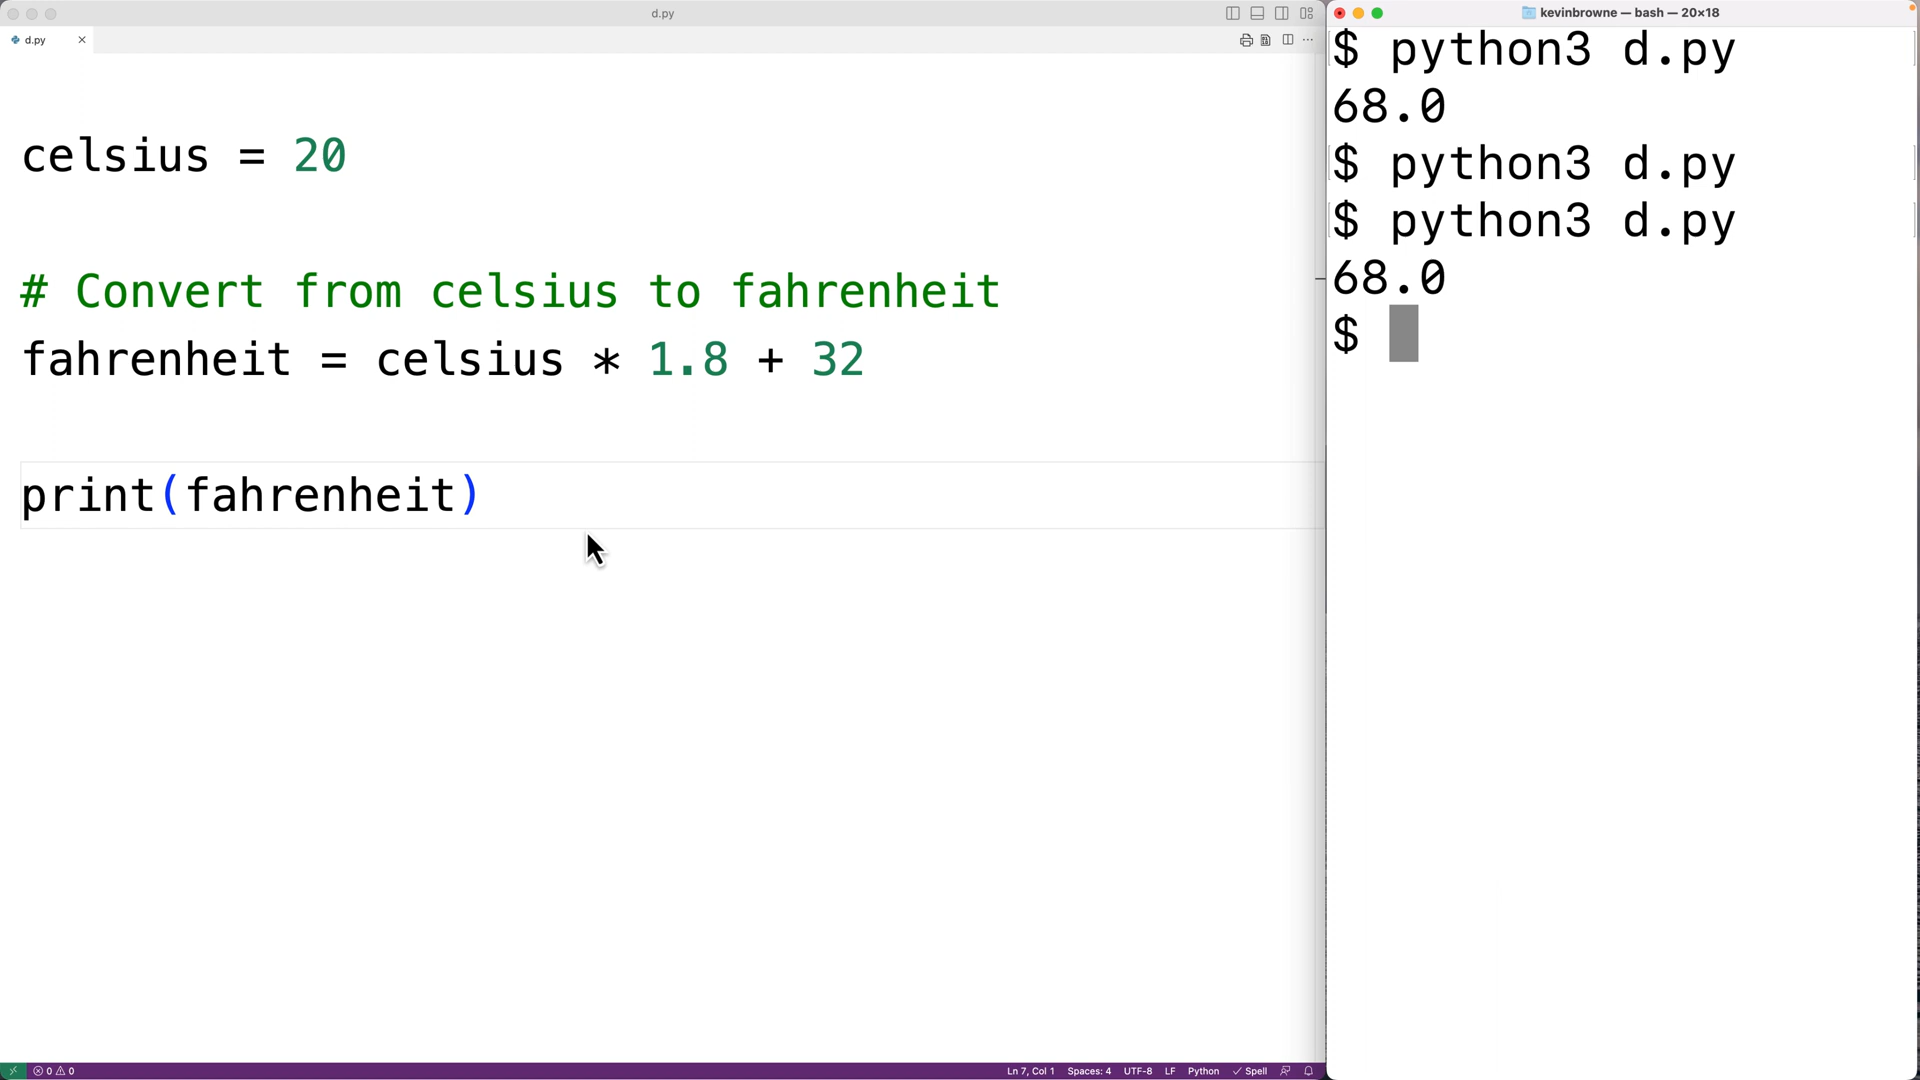 d.py
d.py
celsius = 20
# Convert from celsius to fahrenheit
fahrenheit = celsius * 1.8 + 32
print(fahrenheit)
0 0
Ln 7, Col 1 Spaces: 4 UTF-8 LF Python Spell
kevinbrowne — bash — 20×18
$ python3 d.py
68.0
$ python3 d.py
$ python3 d.py
68.0
$